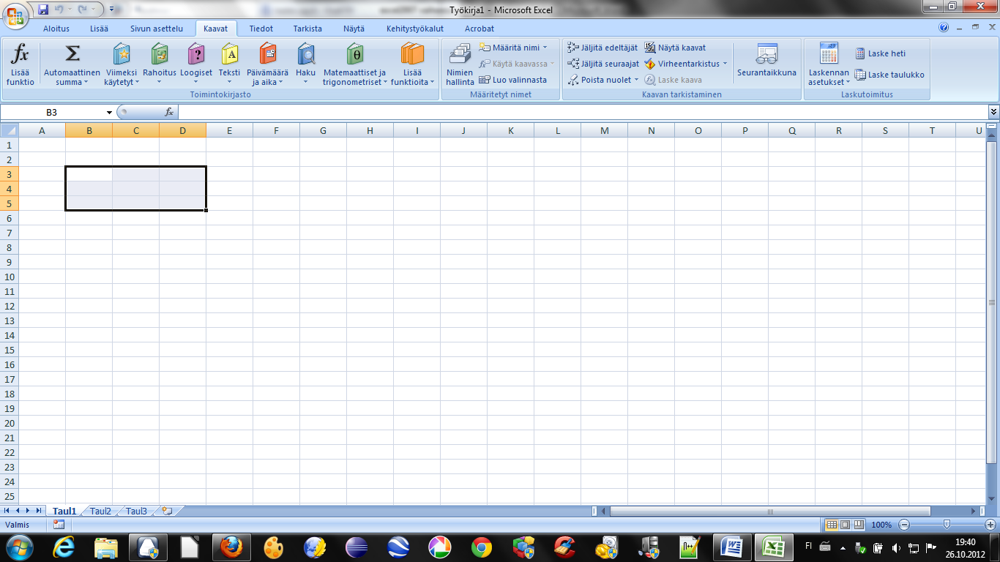 Työkirja1 - Microsoft Excel
Aloitus Lisää Sivun asettelu Kaavat Tiedot Tarkista Näytä Kehitystyökalut Acrobat
Lisää funktio
Automaattinen summa
Viimeksi käytetyt
Rahoitus
Loogiset
Teksti
Päivämäärä ja aika
Haku
Matemaattiset ja trigonometriset
Lisää funktioita
Toimintokirjasto
Nimien hallinta
Määritä nimi
Käytä kaavassa
Luo valinnasta
Määritetyt nimet
Jäljitä edeltäjät
Jäljitä seuraajat
Poista nuolet
Näytä kaavat
Virheentarkistus
Laske kaava
Seurantaikkuna
Kaavan tarkistaminen
Laskennan asetukset
Laske heti
Laske taulukko
Laskutoimitus
B3 fx
A B C D E F G H I J K L M N O P Q R S T U
1
2
3
4
5
6
7
8
9
10
11
12
13
14
15
16
17
18
19
20
21
22
23
24
25
Taul1 Taul2 Taul3
Valmis 100%
FI 19:40
26.10.2012